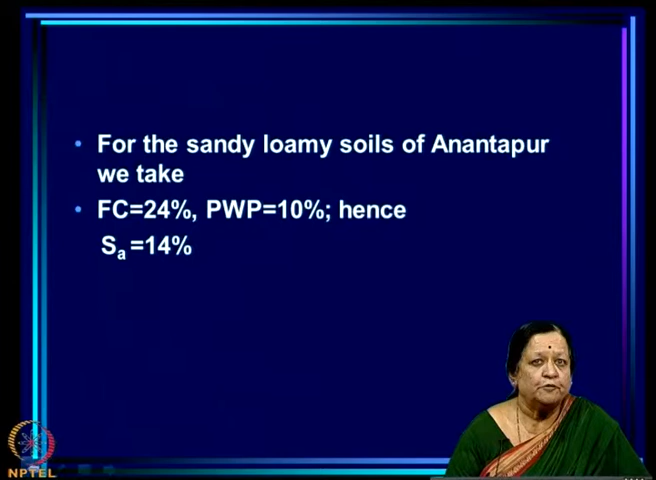 • For the sandy loamy soils of Anantapur
we take
• FC=24%, PWP=10%; hence
Sa =14%
NPTEL